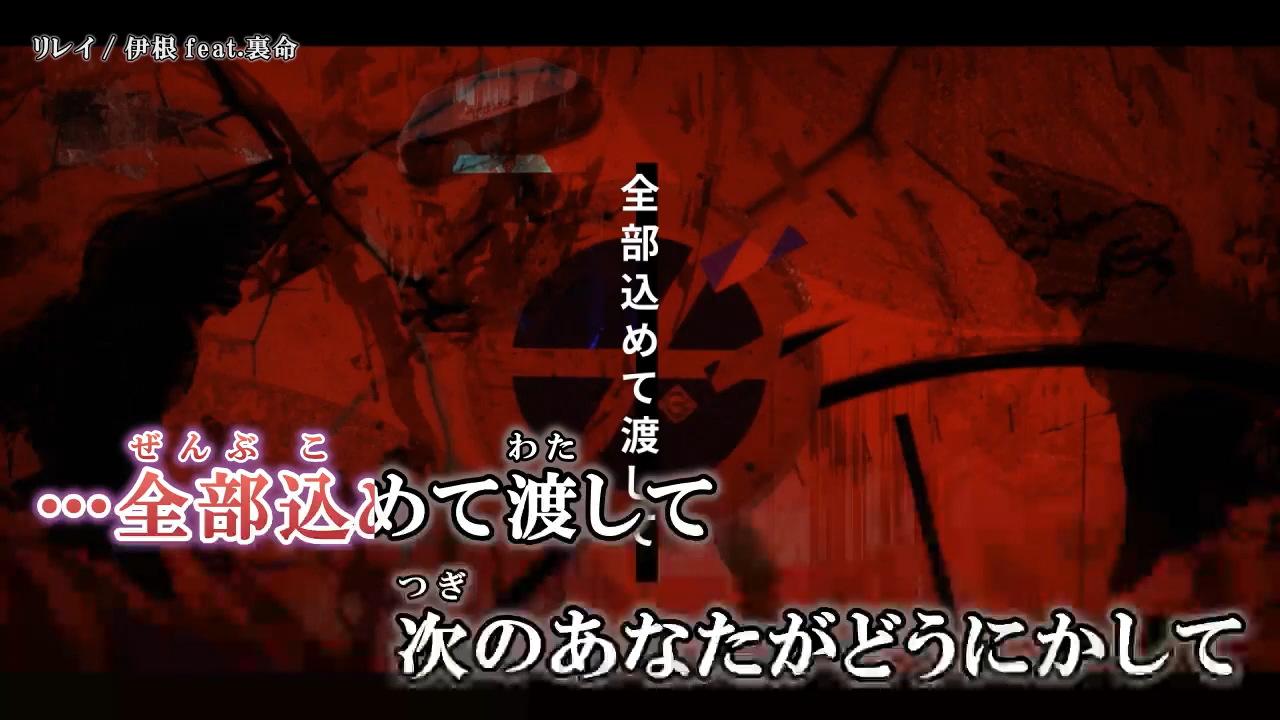 リレイ / 伊根 feat.裏命
全部込めて渡して
ぜんぶ こ わた
…全部込めて渡して
つぎ
次のあなたがどうにかして